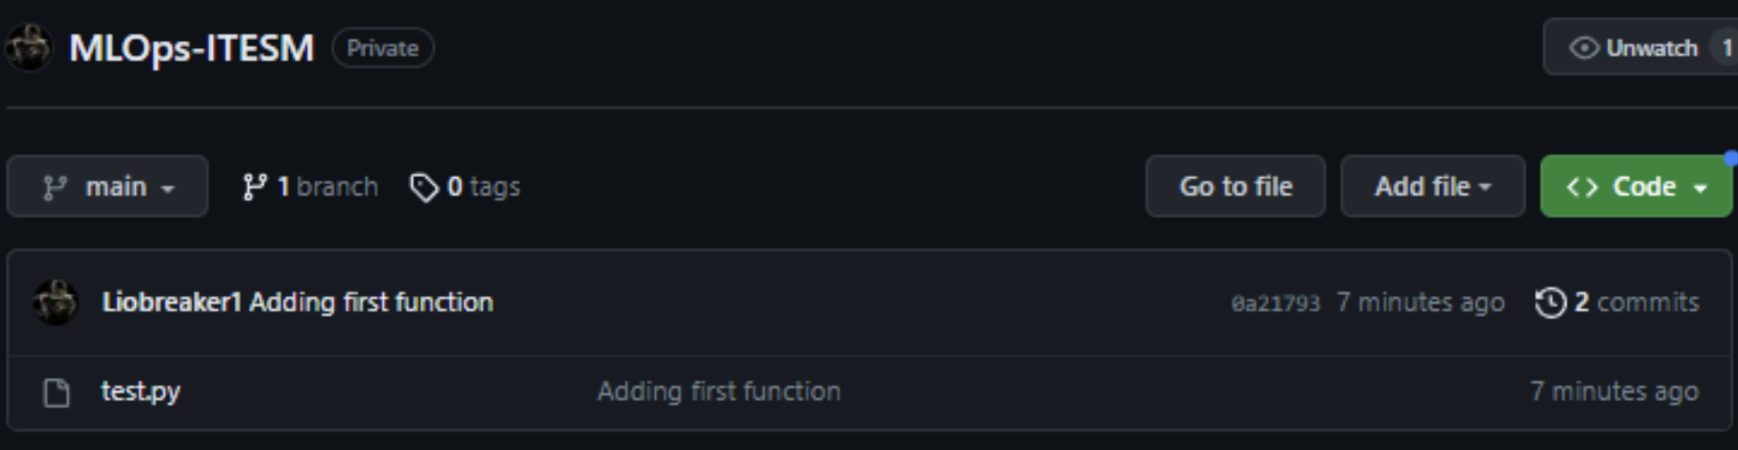 MLOps-ITESM Private Unwatch 1
main 1 branch 0 tags Go to file Add file <> Code
Liobreaker1 Adding first function 0a21793 7 minutes ago 2 commits
test.py Adding first function 7 minutes ago